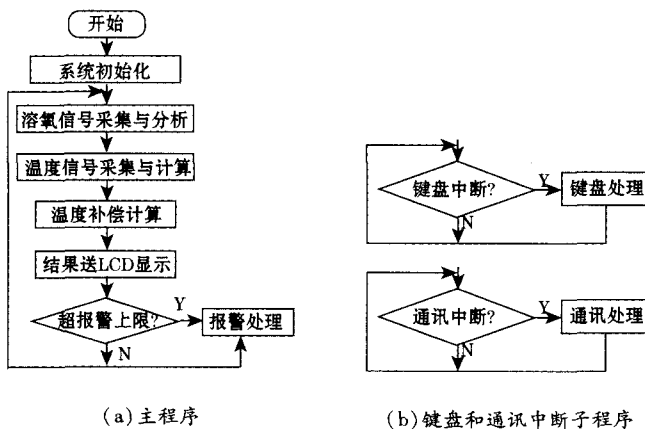 开始
系统初始化
溶氧信号采集与分析
温度信号采集与计算
温度补偿计算
结果送LCD显示
超报警上限?
Y
报警处理
N
(a)主程序
键盘中断?
Y
键盘处理
N
通讯中断?
Y
通讯处理
N
(b)键盘和通讯中断子程序